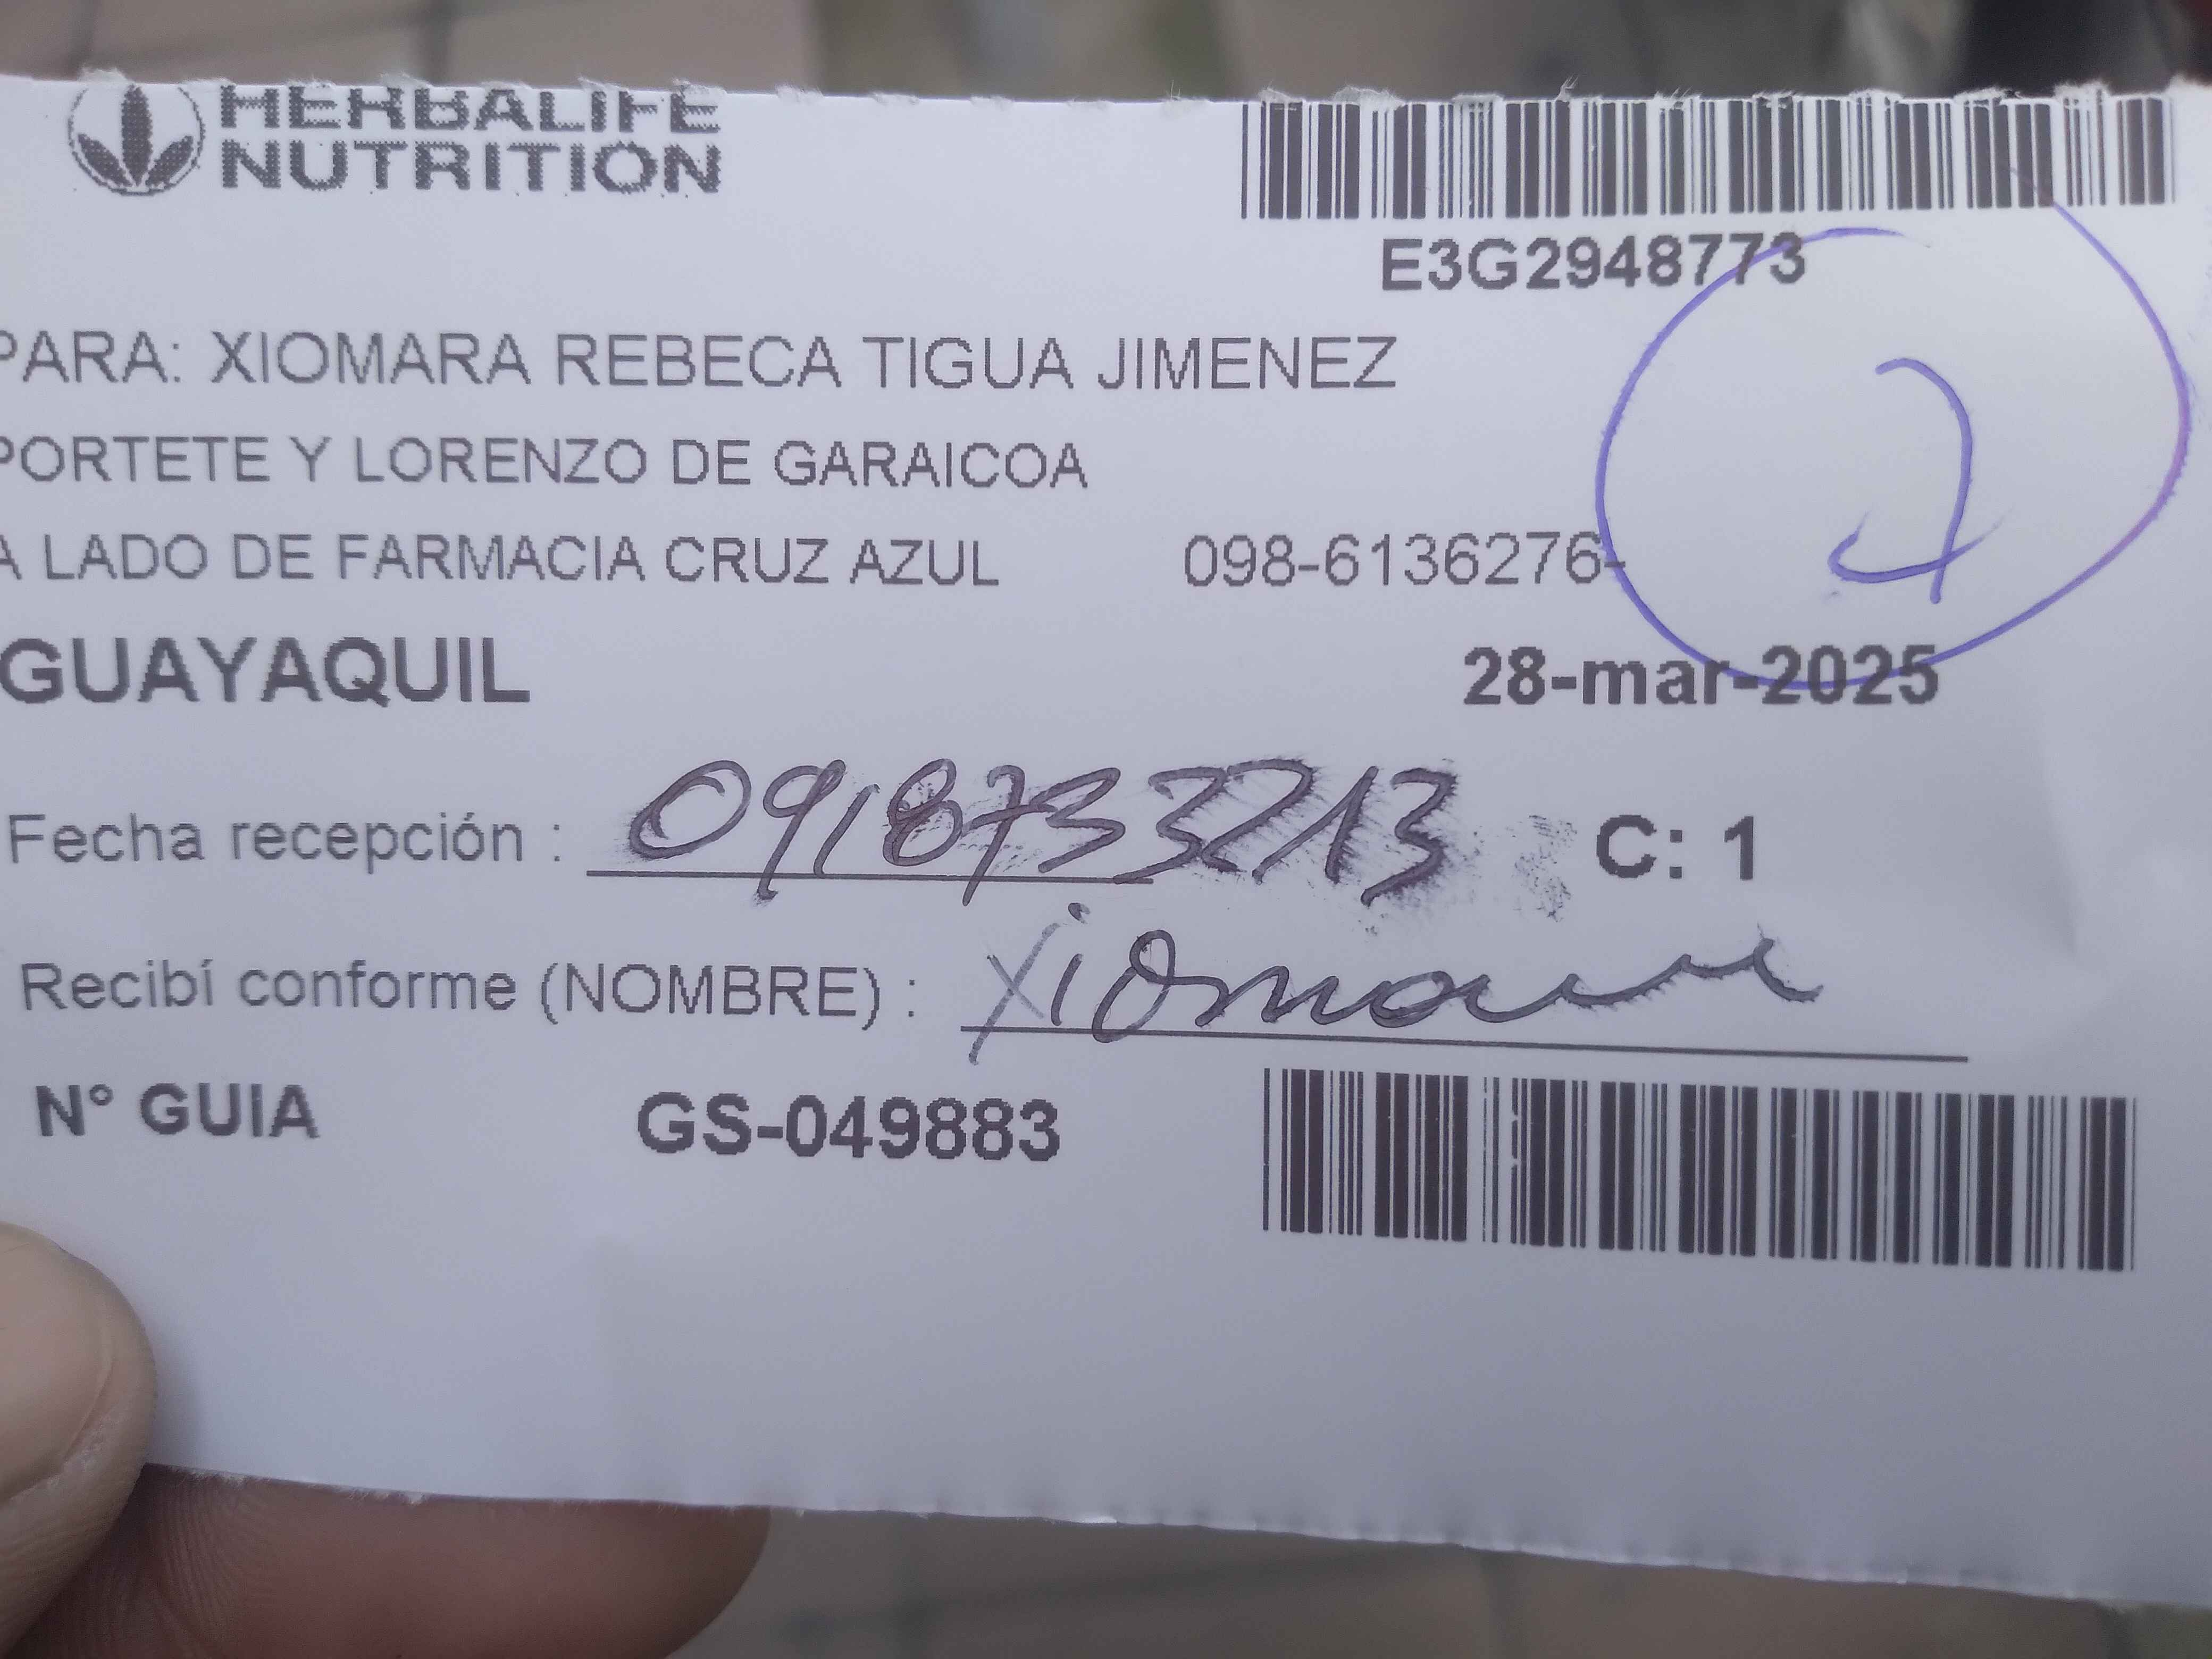 HERBALIFE
NUTRITION
E3G2948773
PARA: XIOMARA REBECA TIGUA JIMENEZ
PORTETE Y LORENZO DE GARAICOA
A LADO DE FARMACIA CRUZ AZUL 098-6136276-
2
GUAYAQUIL 28-mar-2025
Fecha recepción : 0918733213 C: 1
Recibí conforme (NOMBRE) : Xiomara
N° GUIA GS-049883